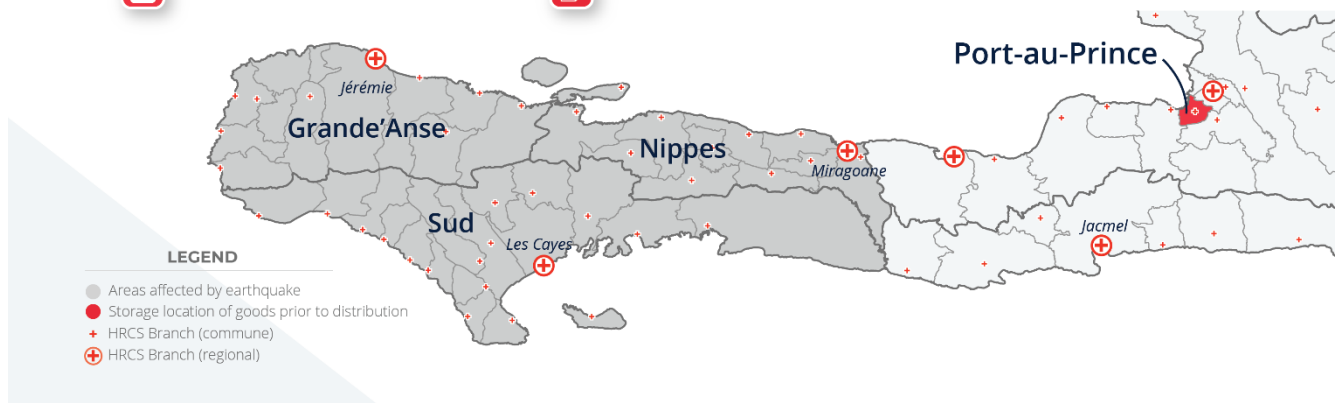 Port-au-Prince
Jérémie
Grande'Anse
Nippes
Miragoane
Sud
Les Cayes
Jacmel
LEGEND
Areas affected by earthquake
Storage location of goods prior to distribution
HRCS Branch (commune)
HRCS Branch (regional)